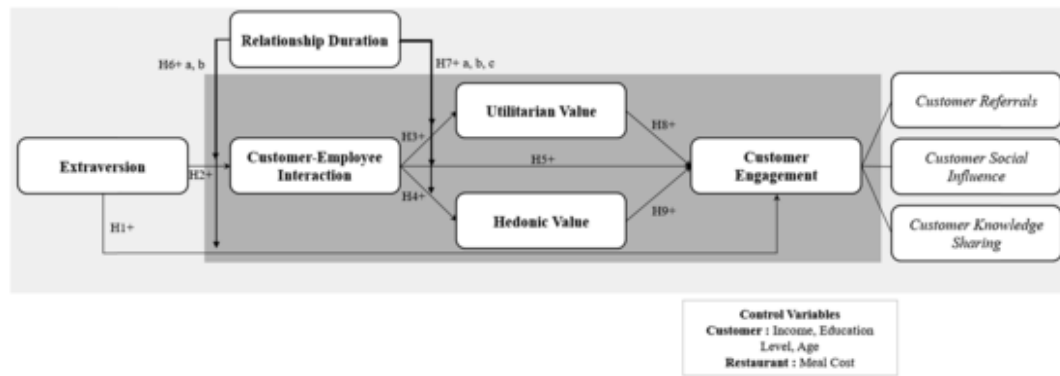 Relationship Duration
H6+ a, b
H7+ a, b, c
Utilitarian Value
Customer Referrals
H3+
H8+
Extraversion
H2+
Customer-Employee
Interaction
H5+
Customer
Engagement
Customer Social
Influence
H4+
Hedonic Value
H9+
H1+
Customer Knowledge
Sharing
Control Variables
Customer : Income, Education
Level, Age
Restaurant : Meal Cost